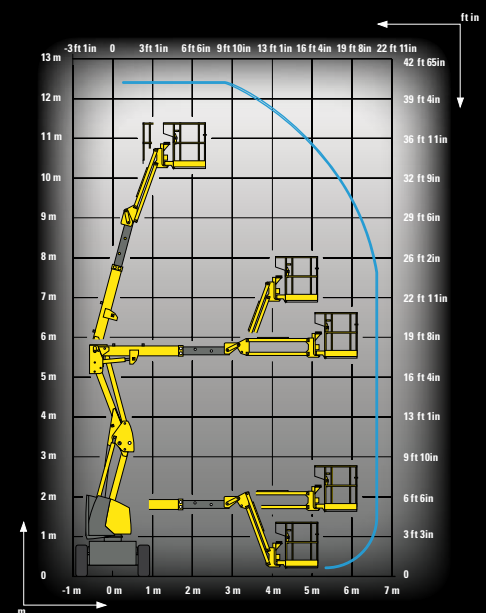 ft in
-3 ft 1in 0 3 ft 1in 6 ft 6in 9 ft 10in 13 ft 1in 16 ft 4in 19 ft 8in 22 ft 11in
13 m 42 ft 65in
12 m 39 ft 4in
11 m 36 ft 11in
10 m 32 ft 9in
9 m 29 ft 6in
8 m 26 ft 2in
7 m 22 ft 11in
6 m 19 ft 8in
5 m 16 ft 4in
4 m 13 ft 1in
3 m 9 ft 10in
2 m 6 ft 6in
1 m 3 ft 3in
0 0
-1 m 0 m 1 m 2 m 3 m 4 m 5 m 6 m 7 m
m